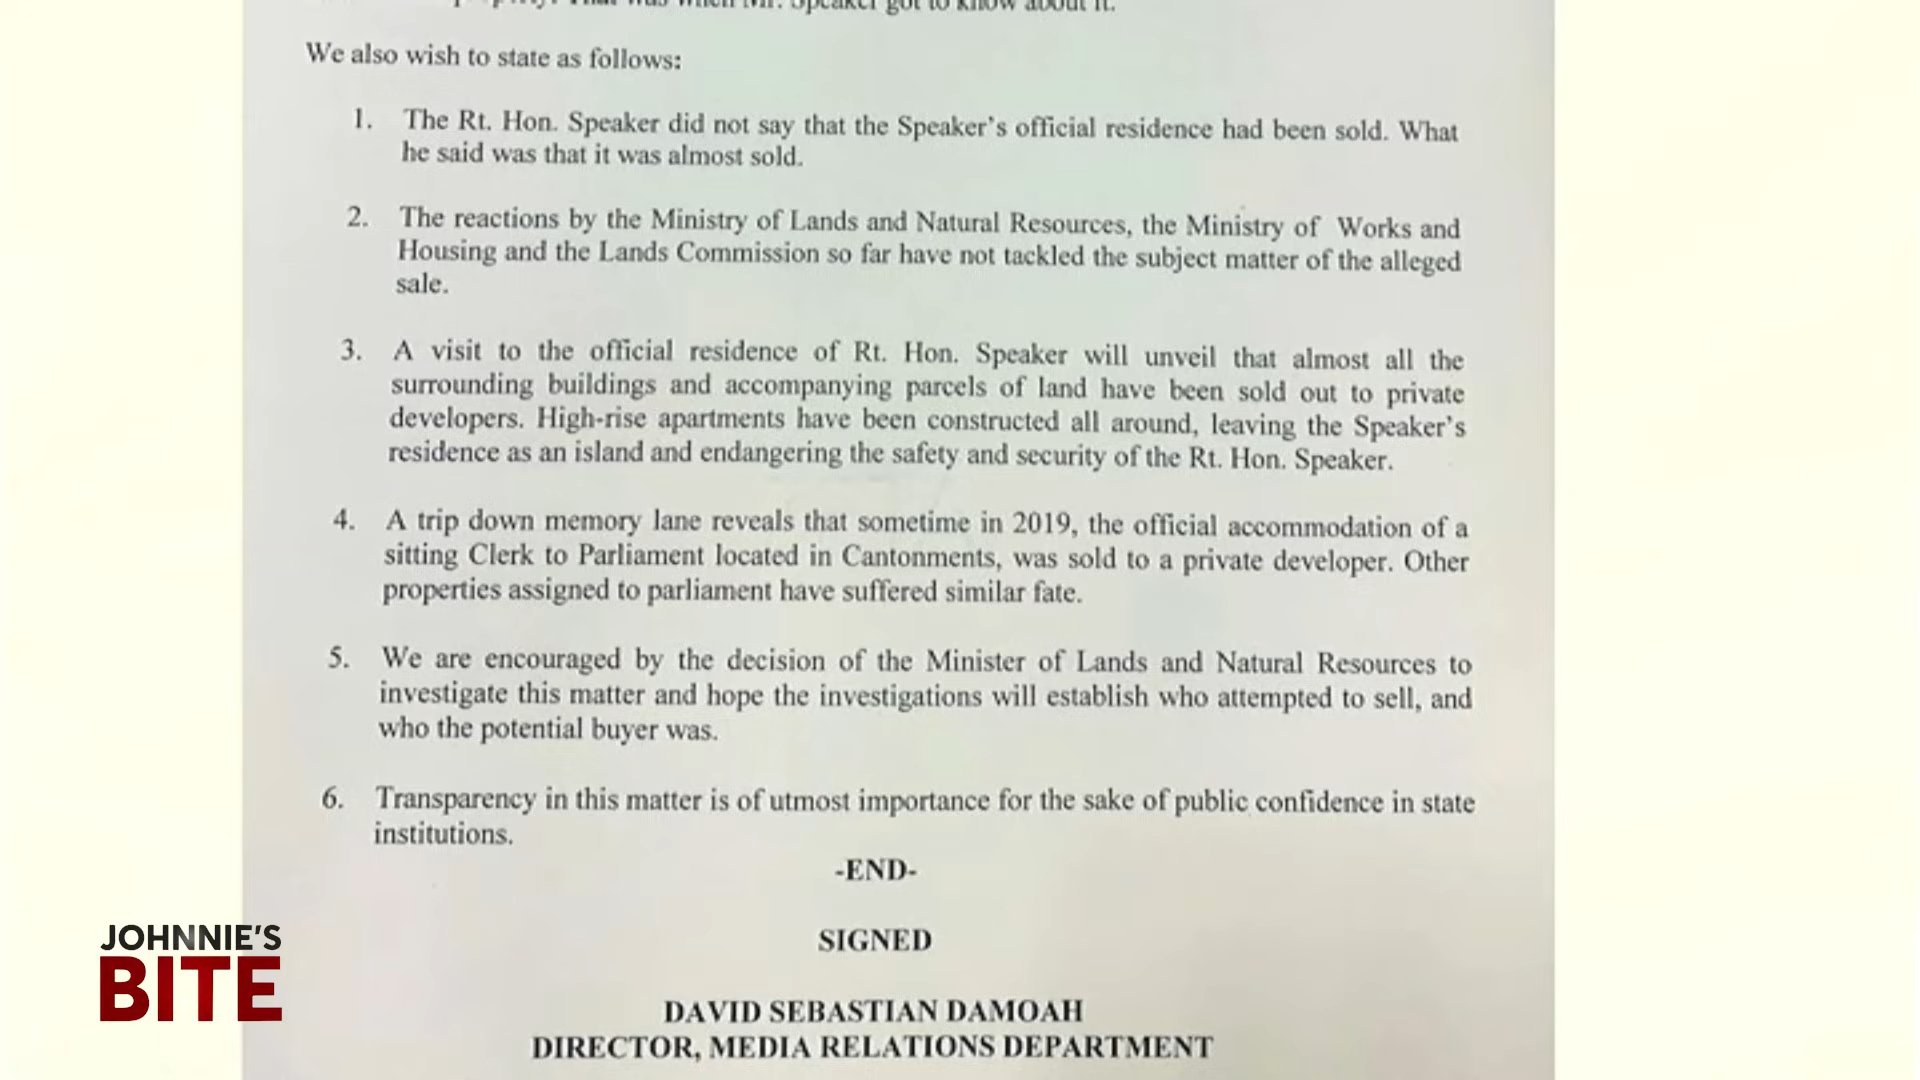 Speaker got to know about it.
We also wish to state as follows:
1. The Rt. Hon. Speaker did not say that the Speaker's official residence had been sold. What
he said was that it was almost sold.
2. The reactions by the Ministry of Lands and Natural Resources, the Ministry of Works and
Housing and the Lands Commission so far have not tackled the subject matter of the alleged
sale.
3. A visit to the official residence of Rt. Hon. Speaker will unveil that almost all the
surrounding buildings and accompanying parcels of land have been sold out to private
developers. High-rise apartments have been constructed all around, leaving the Speaker's
residence as an island and endangering the safety and security of the Rt. Hon. Speaker.
4. A trip down memory lane reveals that sometime in 2019, the official accommodation of a
sitting Clerk to Parliament located in Cantonments, was sold to a private developer. Other
properties assigned to parliament have suffered similar fate.
5. We are encouraged by the decision of the Minister of Lands and Natural Resources to
investigate this matter and hope the investigations will establish who attempted to sell, and
who the potential buyer was.
6. Transparency in this matter is of utmost importance for the sake of public confidence in state
institutions.
-END-
SIGNED
DAVID SEBASTIAN DAMOAH
DIRECTOR, MEDIA RELATIONS DEPARTMENT
JOHNNIE'S
BITE